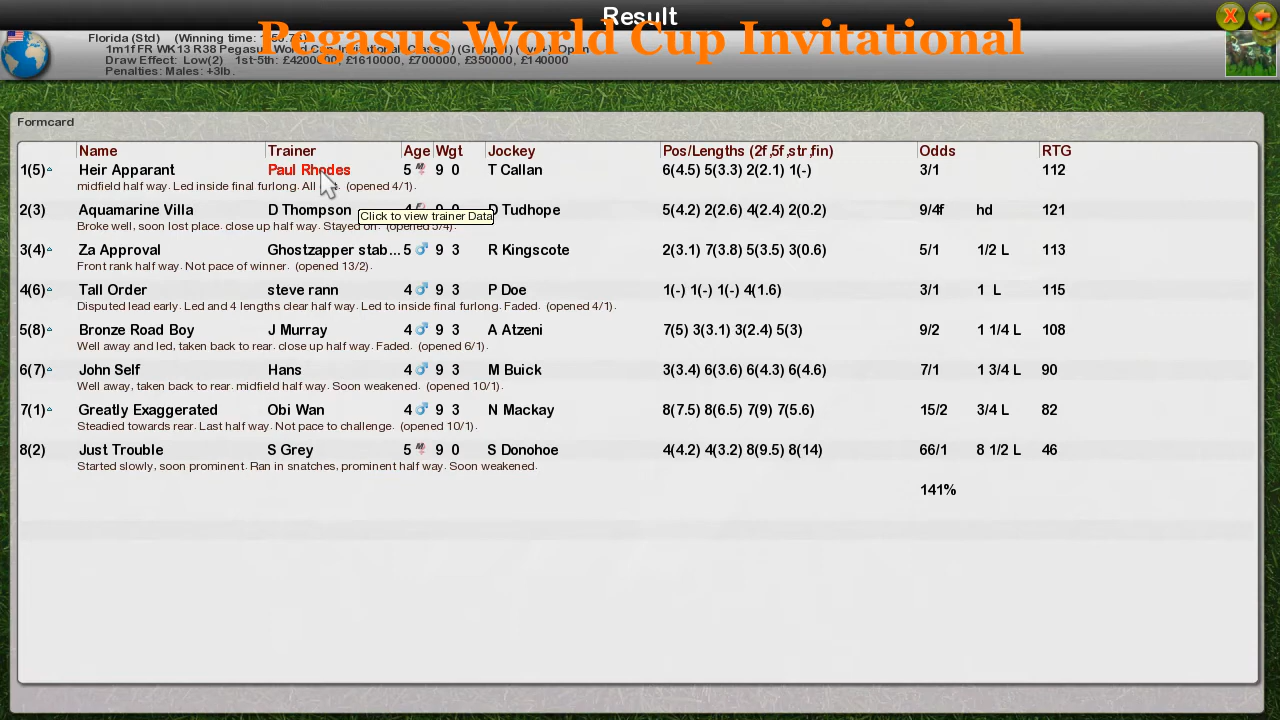 Result
Pegasus World Cup Invitational
Florida (Std) (Winning time:
1m1f FR WK13 R38 Pegasus World Cup Invitational Open
Draw Effect: Low(2) 1st-5th: £4200000, £1610000, £700000, £350000, £140000
Penalties: Males: +3lb.
Formcard
Name Trainer Age Wgt Jockey Pos/Lengths (2f,5f,str,fin) Odds RTG
1(5) Heir Apparant Paul Rhodes 5 9 0 T Callan 6(4.5) 5(3.3) 2(2.1) 1(-) 3/1 112
midfield half way. Led inside final furlong. All (opened 4/1).
2(3) Aquamarine Villa D Thompson 9 0 D Tudhope 5(4.2) 2(2.6) 4(2.4) 2(0.2) 9/4f hd 121
Click to view trainer Data
Broke well, soon lost place. close up half way. Stayed on. (opened 5/4).
3(4) Za Approval Ghostzapper stab... 5 9 3 R Kingscote 2(3.1) 7(3.8) 5(3.5) 3(0.6) 5/1 1/2 L 113
Front rank half way. Not pace of winner. (opened 13/2).
4(6) Tall Order steve rann 4 9 3 P Doe 1(-) 1(-) 1(-) 4(1.6) 3/1 1 L 115
Disputed lead early. Led and 4 lengths clear half way. Led to inside final furlong. Faded. (opened 4/1).
5(8) Bronze Road Boy J Murray 4 9 3 A Atzeni 7(5) 3(3.1) 3(2.4) 5(3) 9/2 1 1/4 L 108
Well away and led, taken back to rear. close up half way. Faded. (opened 6/1).
6(7) John Self Hans 4 9 3 M Buick 3(3.4) 6(3.6) 6(4.3) 6(4.6) 7/1 1 3/4 L 90
Well away, taken back to rear. midfield half way. Soon weakened. (opened 10/1).
7(1) Greatly Exaggerated Obi Wan 4 9 3 N Mackay 8(7.5) 8(6.5) 7(9) 7(5.6) 15/2 3/4 L 82
Steadied towards rear. Last half way. Not pace to challenge. (opened 10/1).
8(2) Just Trouble S Grey 5 9 0 S Donohoe 4(4.2) 4(3.2) 8(9.5) 8(14) 66/1 8 1/2 L 46
Started slowly, soon prominent. Ran in snatches, prominent half way. Soon weakened.
141%